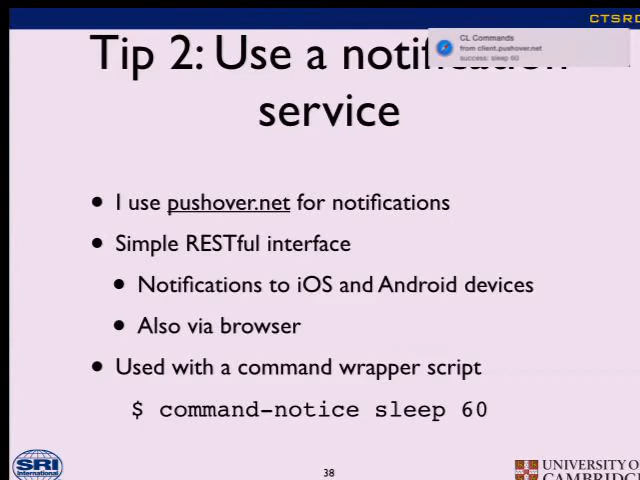 CTSRD
CL Commands
from client.pushover.net
success: sleep 60
Tip 2: Use a notification
service
• I use pushover.net for notifications
• Simple RESTful interface
• Notifications to iOS and Android devices
• Also via browser
• Used with a command wrapper script
$ command-notice sleep 60
SRI
International
38
UNIVERSITY OF
CAMBRIDGE